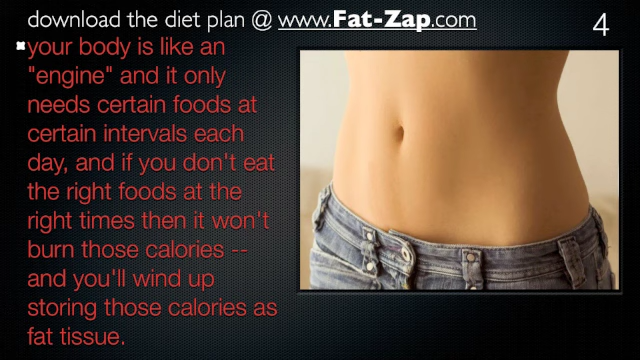 download the diet plan @ www.Fat-Zap.com
4
your body is like an
"engine" and it only
needs certain foods at
certain intervals each
day, and if you don't eat
the right foods at the
right times then it won't
burn those calories --
and you'll wind up
storing those calories as
fat tissue.